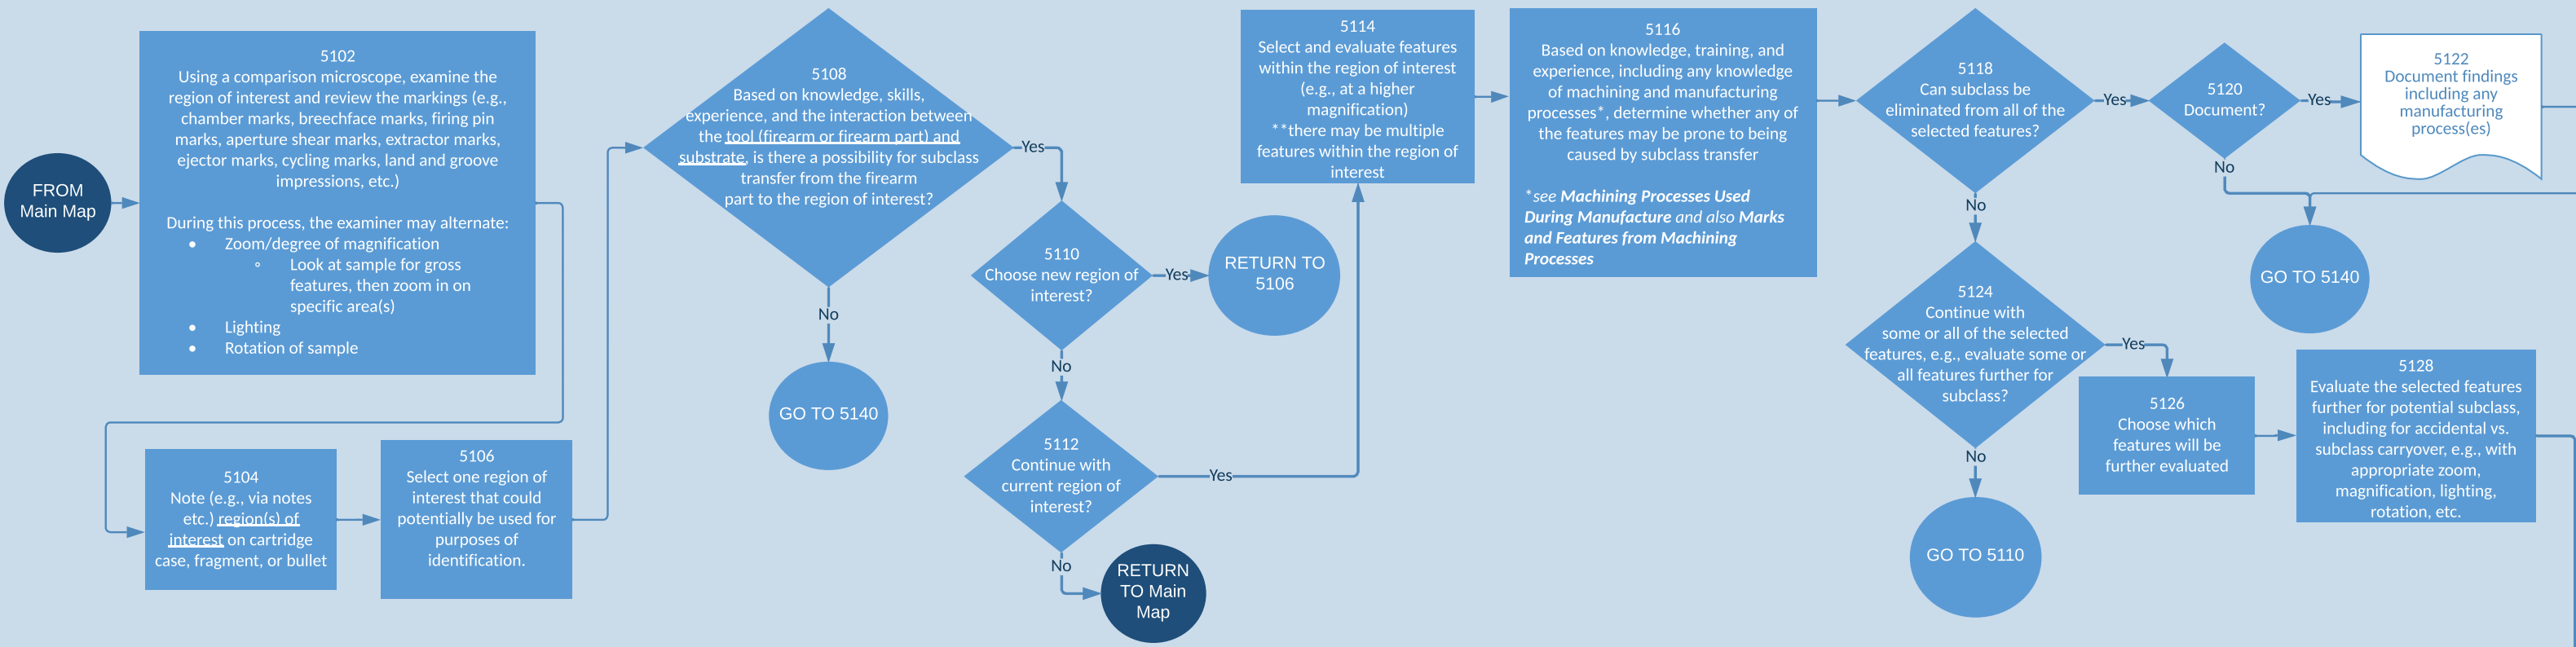 FROM
Main Map
5102
Using a comparison microscope, examine the
region of interest and review the markings (e.g.,
chamber marks, breechface marks, firing pin
marks, aperture shear marks, extractor marks,
ejector marks, cycling marks, land and groove
impressions, etc.)
During this process, the examiner may alternate:
• Zoom/degree of magnification
◦ Look at sample for gross
features, then zoom in on
specific area(s)
• Lighting
• Rotation of sample
5104
Note (e.g., via notes
etc.) region(s) of
interest on cartridge
case, fragment, or bullet
5106
Select one region of
interest that could
potentially be used for
purposes of
identification.
5108
Based on knowledge, skills,
experience, and the interaction between
the tool (firearm or firearm part) and
substrate, is there a possibility for subclass
transfer from the firearm
part to the region of interest?
Yes
No
GO TO 5140
5110
Choose new region of
interest?
Yes
RETURN TO
5106
No
5112
Continue with
current region of
interest?
Yes
No
RETURN
TO Main
Map
5114
Select and evaluate features
within the region of interest
(e.g., at a higher
magnification)
**there may be multiple
features within the region of
interest
5116
Based on knowledge, training, and
experience, including any knowledge
of machining and manufacturing
processes*, determine whether any of
the features may be prone to being
caused by subclass transfer
*see Machining Processes Used
During Manufacture and also Marks
and Features from Machining
Processes
5118
Can subclass be
eliminated from all of the
selected features?
Yes
No
5120
Document?
Yes
No
5122
Document findings
including any
manufacturing
process(es)
GO TO 5140
5124
Continue with
some or all of the selected
features, e.g., evaluate some or
all features further for
subclass?
Yes
No
GO TO 5110
5126
Choose which
features will be
further evaluated
5128
Evaluate the selected features
further for potential subclass,
including for accidental vs.
subclass carryover, e.g., with
appropriate zoom,
magnification, lighting,
rotation, etc.